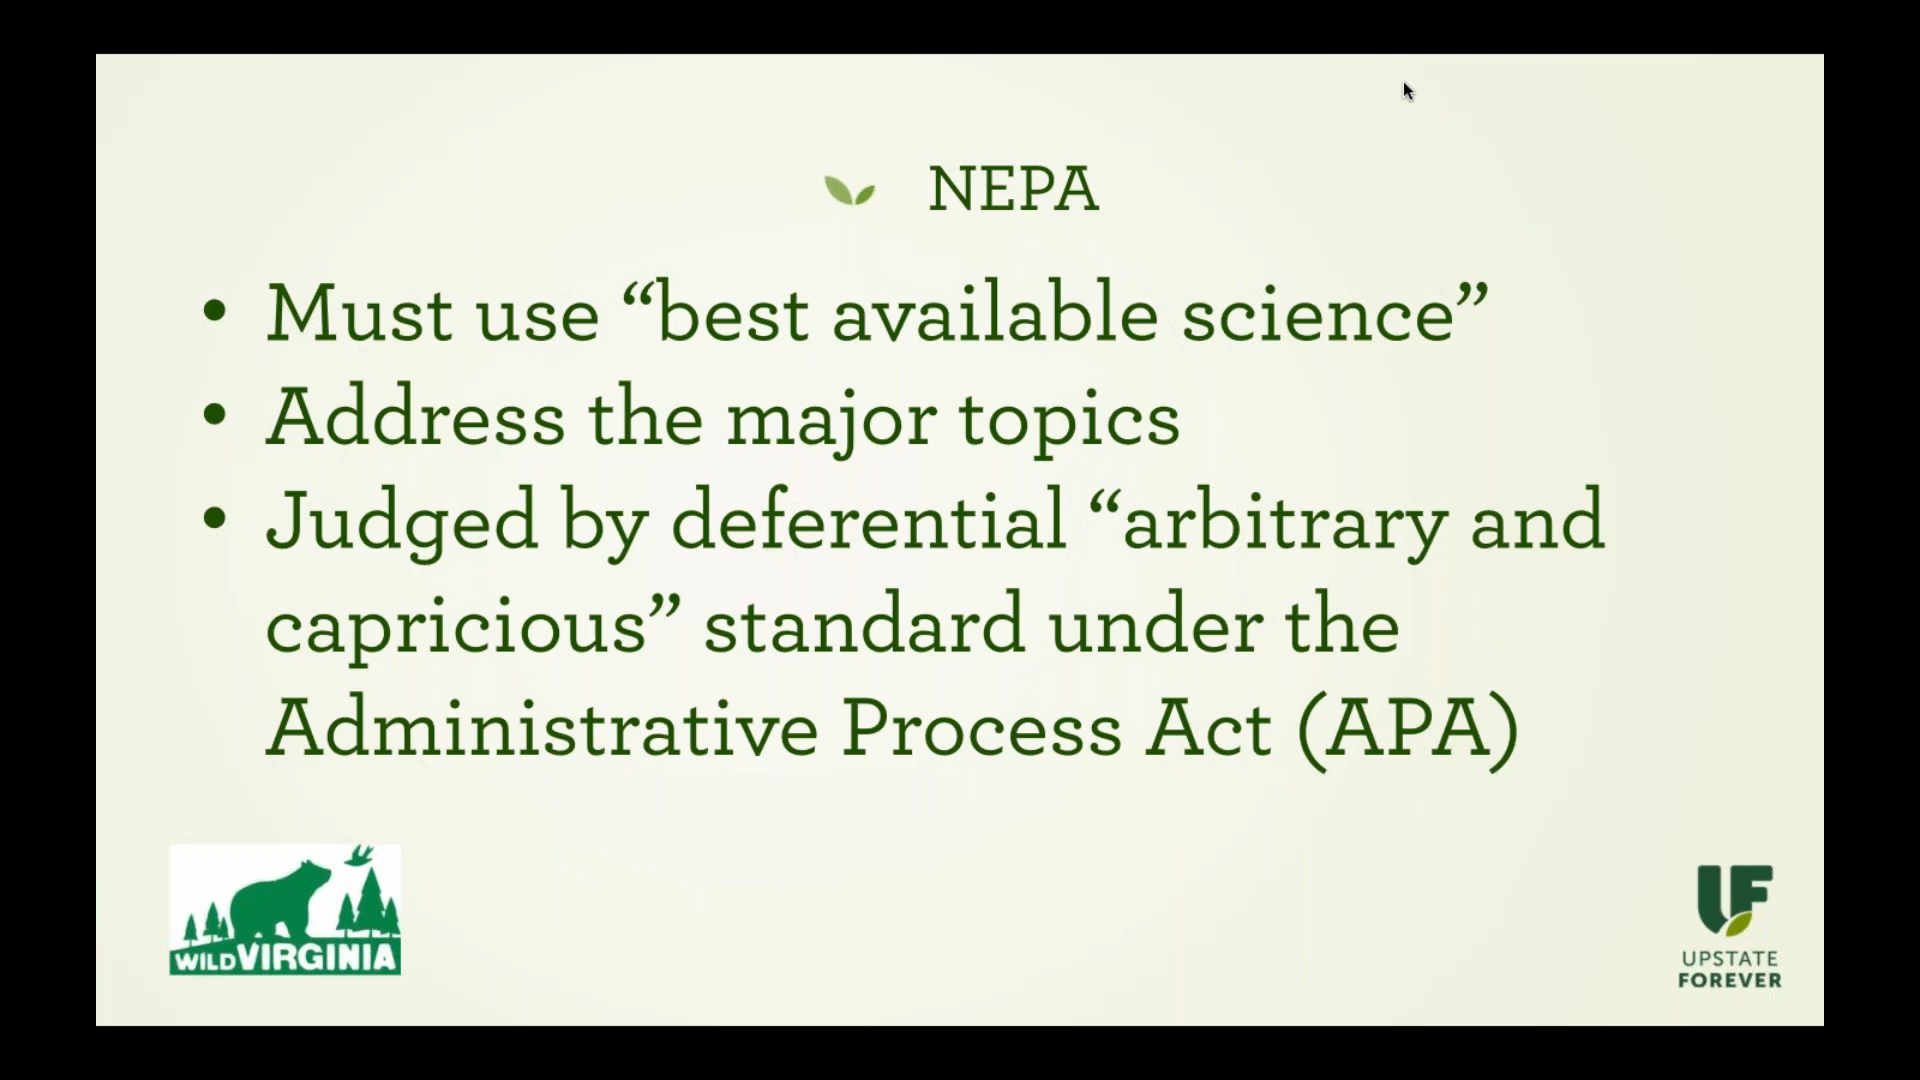 NEPA
• Must use “best available science”
• Address the major topics
• Judged by deferential “arbitrary and
capricious” standard under the
Administrative Process Act (APA)
WILD VIRGINIA
UF
UPSTATE
FOREVER